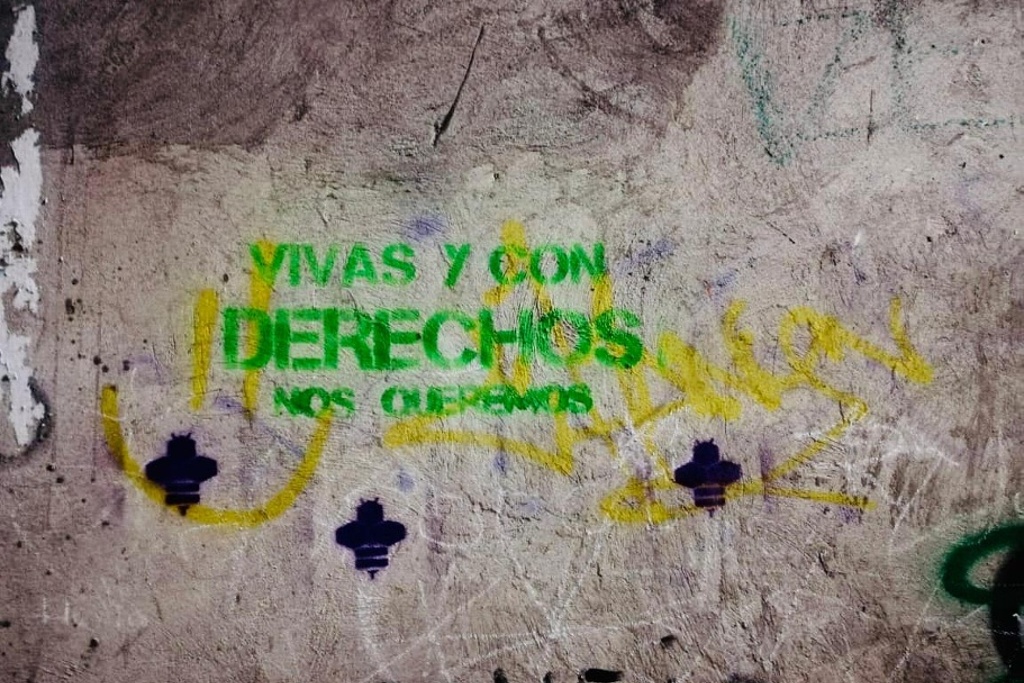 VIVAS Y CON
DERECHOS
NOS QUEREMOS